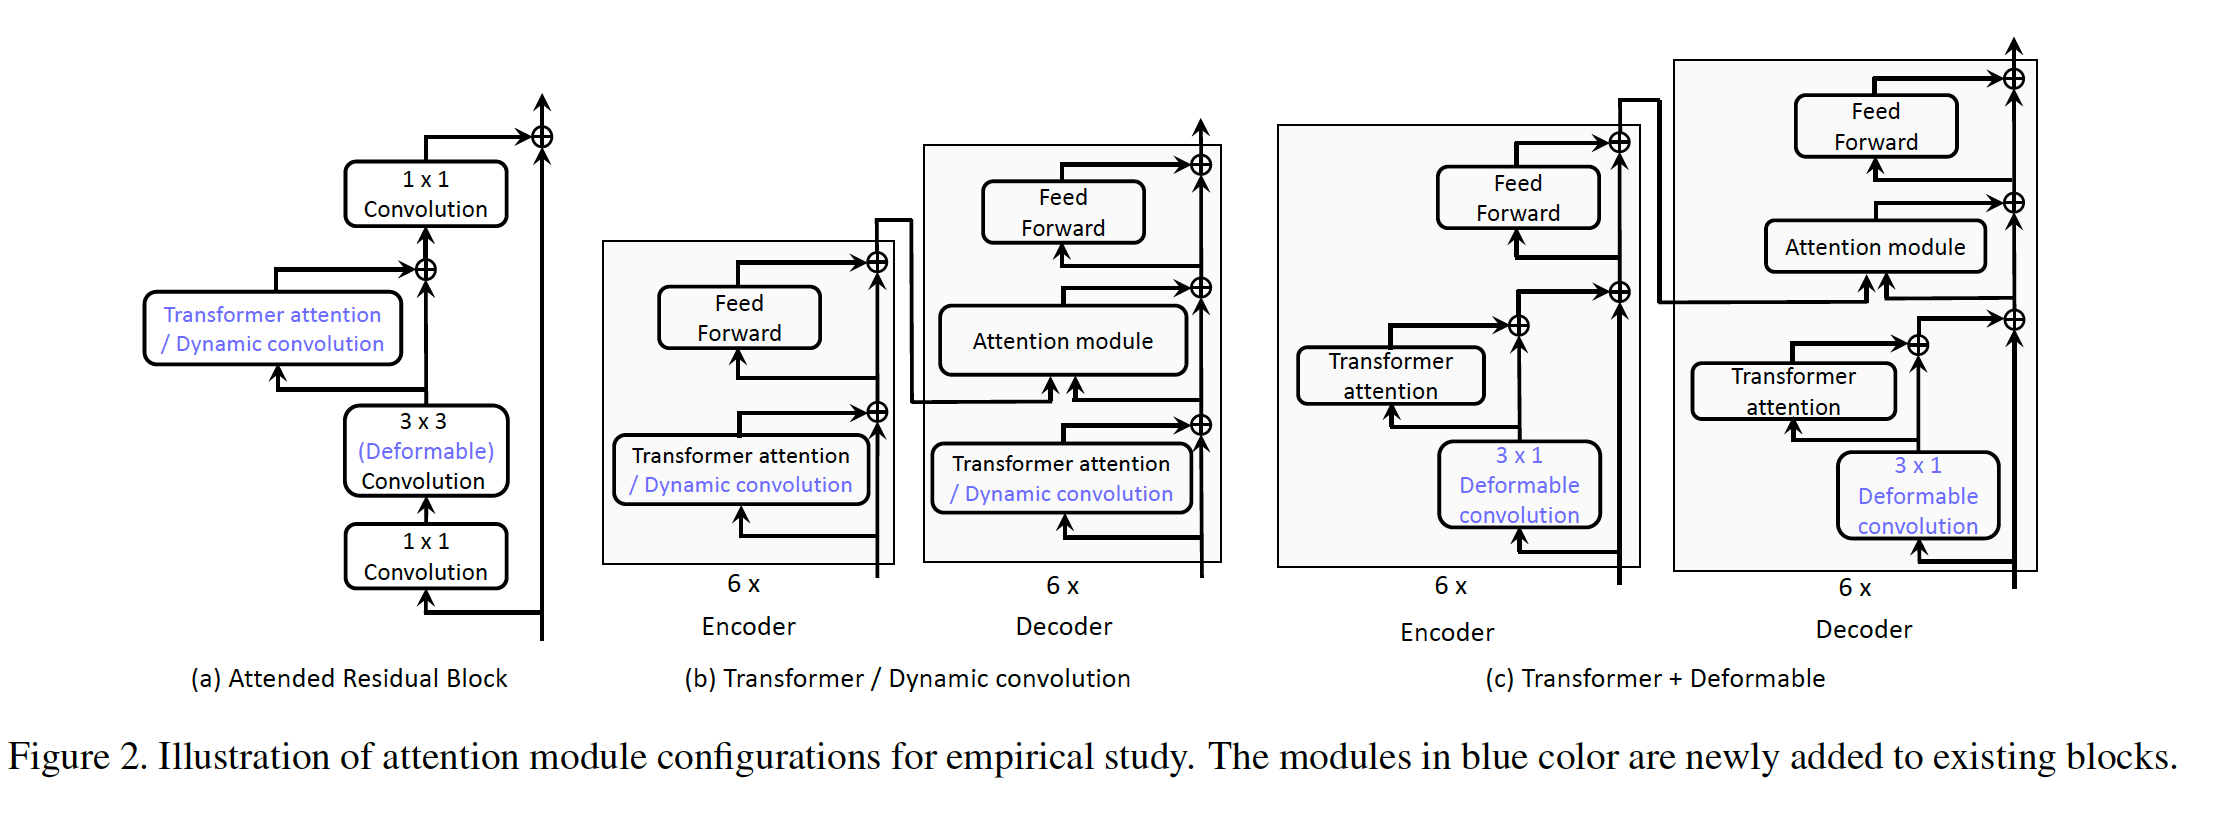 1 x 1
Convolution
Transformer attention
/ Dynamic convolution
3 x 3
(Deformable)
Convolution
1 x 1
Convolution
(a) Attended Residual Block
Feed
Forward
Transformer attention
/ Dynamic convolution
6 x
Encoder
Feed
Forward
Attention module
Transformer attention
/ Dynamic convolution
6 x
Decoder
(b) Transformer / Dynamic convolution
Feed
Forward
Transformer
attention
3 x 1
Deformable
convolution
6 x
Encoder
Feed
Forward
Attention module
Transformer
attention
3 x 1
Deformable
convolution
6 x
Decoder
(c) Transformer + Deformable
Figure 2. Illustration of attention module configurations for empirical study. The modules in blue color are newly added to existing blocks.